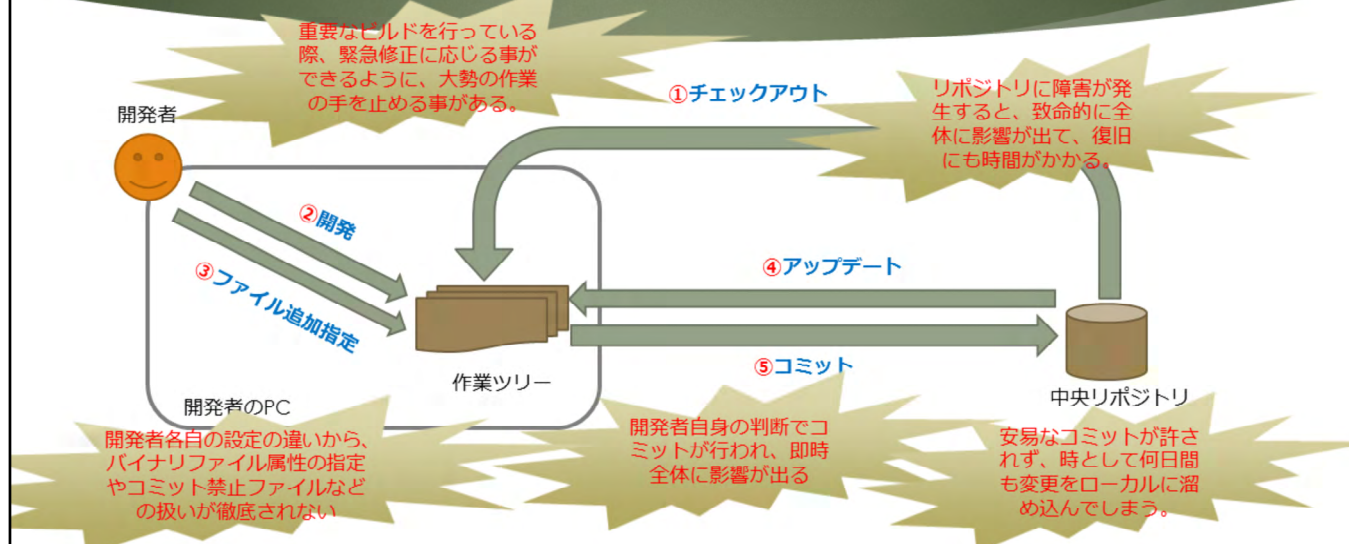 重要なビルドを行っている
際、緊急修正に応じる事が
できるように、大勢の作業
の手を止める事がある。
①チェックアウト
リポジトリに障害が発
生すると、致命的に全
体に影響が出て、復旧
にも時間がかかる。
開発者
②開発
③ファイル追加指定
④アップデート
⑤コミット
作業ツリー
中央リポジトリ
開発者のPC
開発者各自の設定の違いから、
バイナリファイル属性の指定
やコミット禁止ファイルなど
の扱いが徹底されない
開発者自身の判断でコ
ミットが行われ、即時
全体に影響が出る
安易なコミットが許さ
れず、時として何日間
も変更をローカルに溜
め込んでしまう。